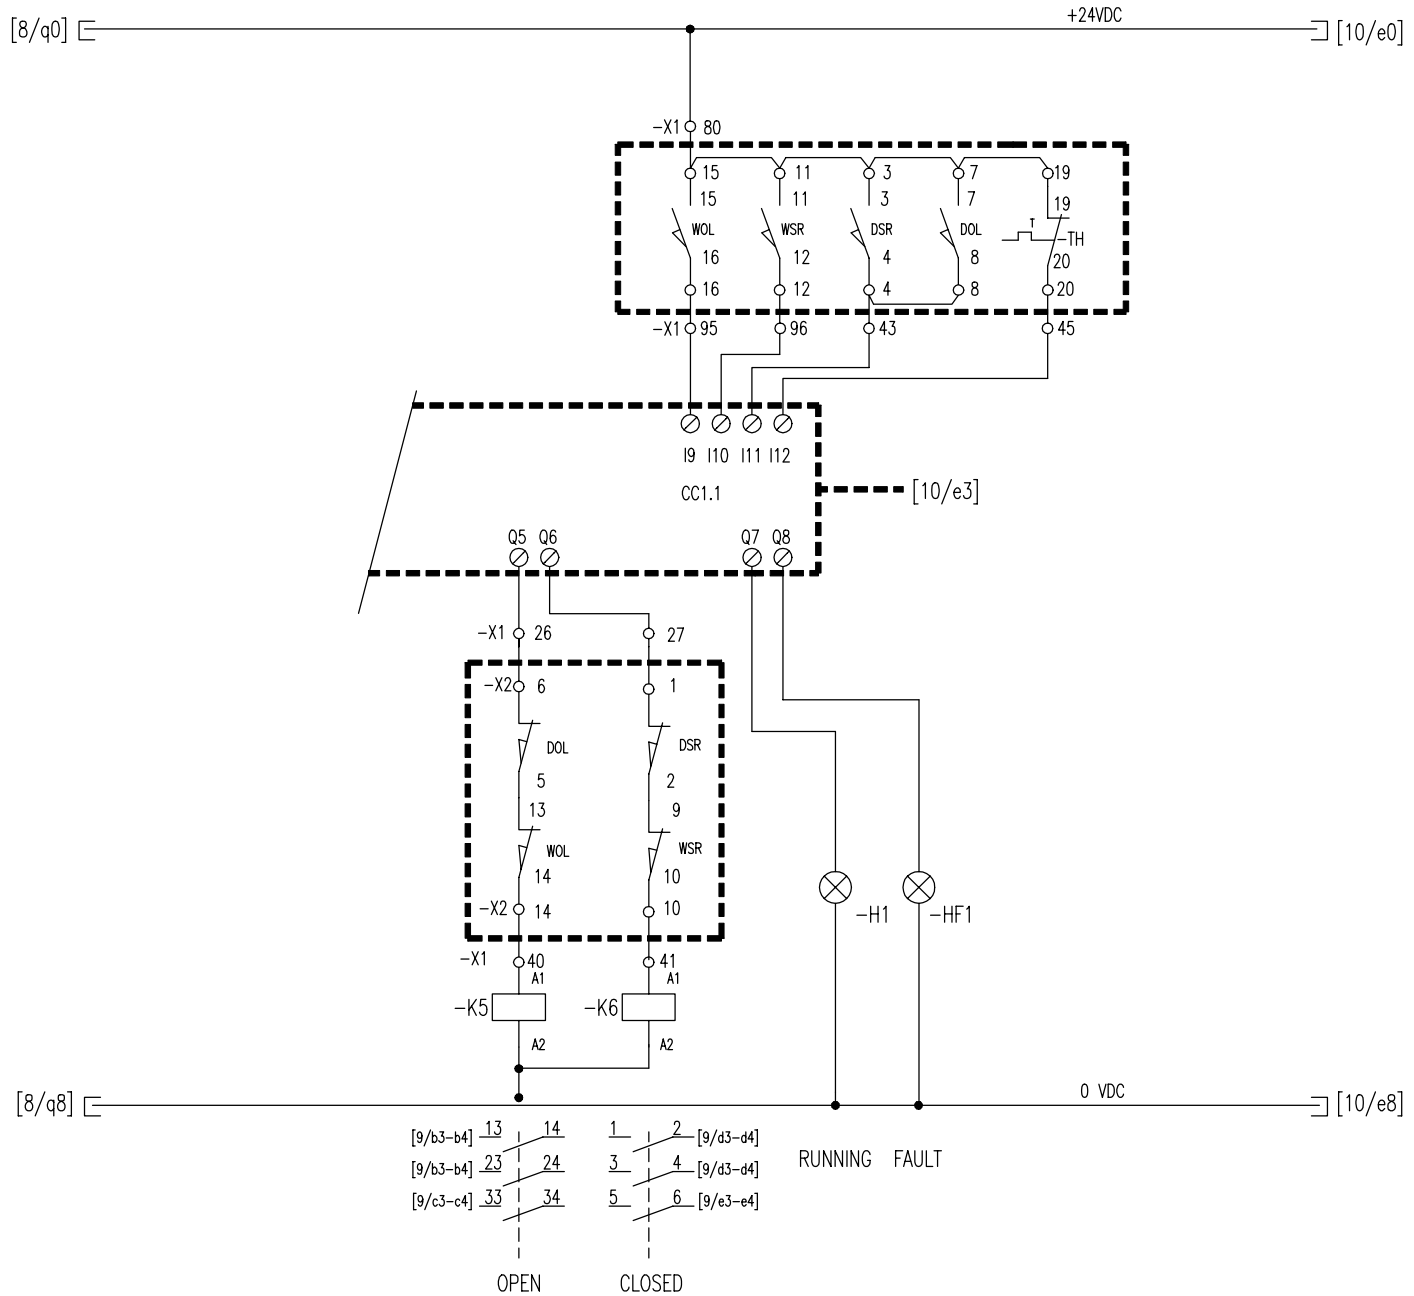 +24VDC
[8/q0] [10/e0]
-X1 80
15 11 3 7 19
15 11 3 7 19
T
WOL WSR DSR DOL -TH
16 12 4 8 20
16 12 4 8 20
-X1 95 96 43 45
I9 I10 I11 I12
CC1.1 [10/e3]
Q5 Q6 Q7 Q8
-X1 26 27
-X2 6 1
DOL DSR
5 2
13 9
WOL WSR
14 10
-X2 14 10
-H1 -HF1
-X1 40 41
A1 A1
-K5 -K6
A2 A2
0 VDC
[8/q8] [10/e8]
[9/b3-b4] 13 14 1 2 [9/d3-d4]
[9/b3-b4] 23 24 3 4 [9/d3-d4]
RUNNING FAULT
[9/c3-c4] 33 34 5 6 [9/e3-e4]
OPEN CLOSED